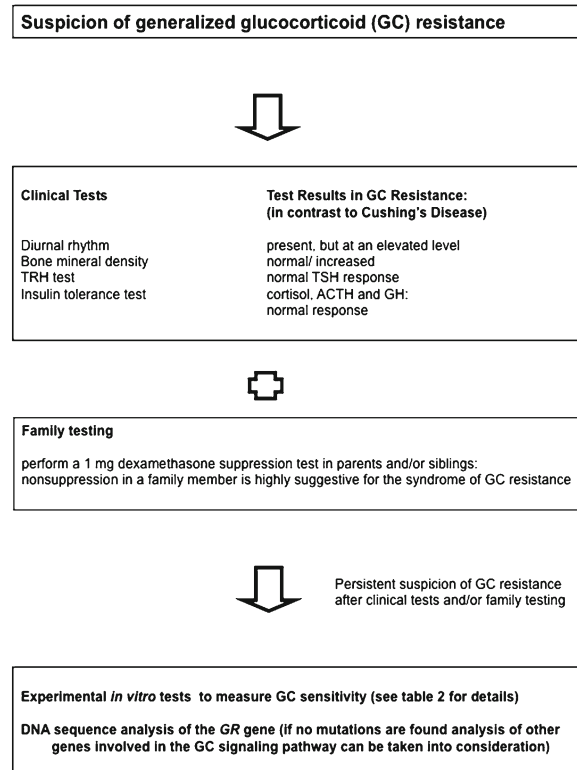 Suspicion of generalized glucocorticoid (GC) resistance
Clinical Tests
Test Results in GC Resistance:
(in contrast to Cushing's Disease)
Diurnal rhythm present, but at an elevated level
Bone mineral density normal/ increased
TRH test normal TSH response
Insulin tolerance test cortisol, ACTH and GH:
normal response
Family testing
perform a 1 mg dexamethasone suppression test in parents and/or siblings:
nonsuppression in a family member is highly suggestive for the syndrome of GC resistance
Persistent suspicion of GC resistance
after clinical tests and/or family testing
Experimental in vitro tests to measure GC sensitivity (see table 2 for details)
DNA sequence analysis of the GR gene (if no mutations are found analysis of other
genes involved in the GC signaling pathway can be taken into consideration)